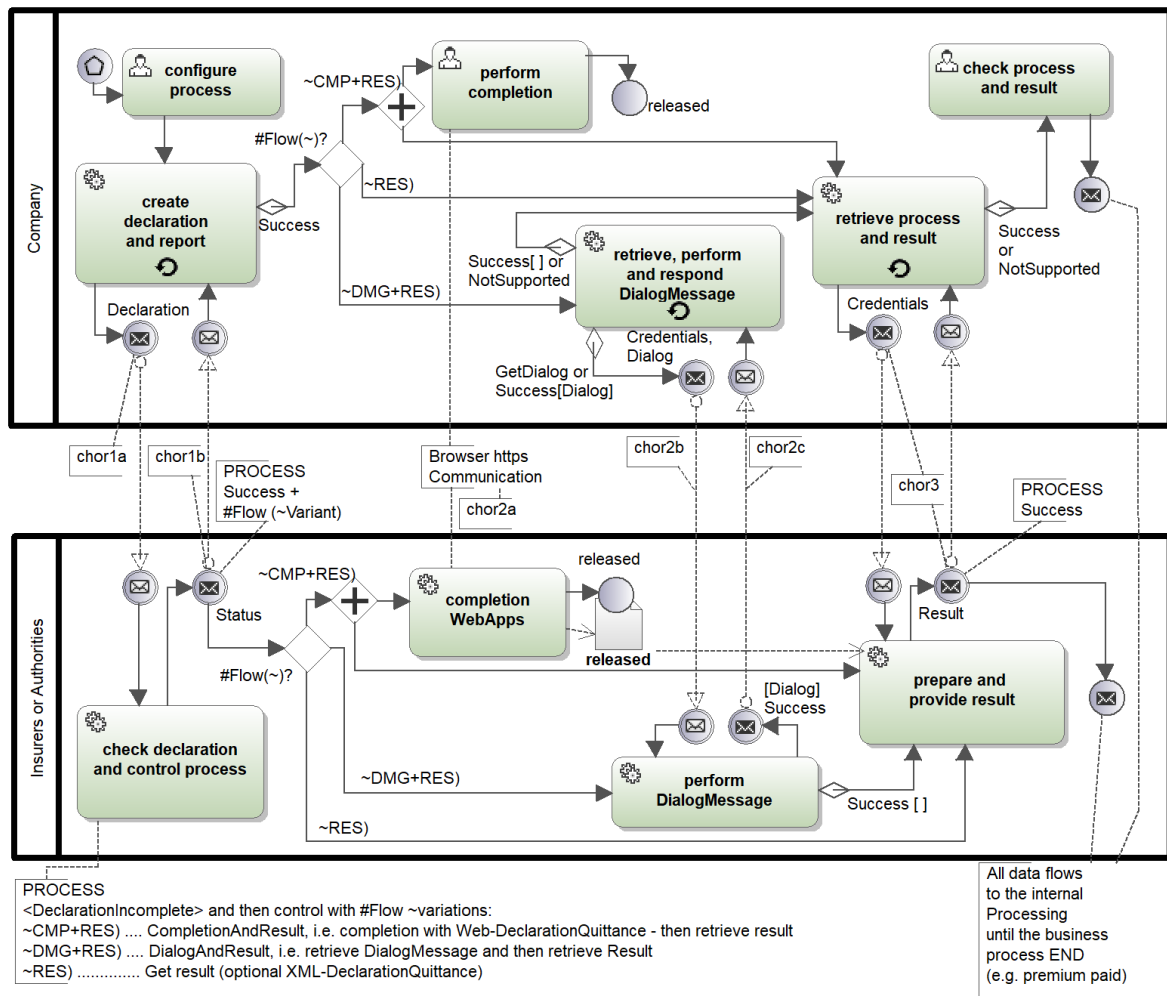 Company
configure
process
perform
completion
released
check process
and result
~CMP+RES)
#Flow(~)?
create
declaration
and report
Success
~RES)
retrieve process
and result
Success
or
NotSupported
Success[ ] or
NotSupported
retrieve, perform
and respond
DialogMessage
~DMG+RES)
Declaration
Credentials,
Dialog
Credentials
GetDialog or
Success[Dialog]
chor1a
chor1b
PROCESS
Success +
#Flow (~Variant)
Browser https
Communication
chor2a
chor2b
chor2c
chor3
PROCESS
Success
Insurers or Authorities
~CMP+RES)
completion
WebApps
released
released
Status
Result
#Flow(~)?
prepare and
provide result
check declaration
and control process
[Dialog]
Success
~DMG+RES)
perform
DialogMessage
Success [ ]
~RES)
PROCESS
<DeclarationIncomplete> and then control with #Flow ~variations:
~CMP+RES) .... CompletionAndResult, i.e. completion with Web-DeclarationQuittance - then retrieve result
~DMG+RES) .... DialogAndResult, i.e. retrieve DialogMessage and then retrieve Result
~RES) ............. Get result (optional XML-DeclarationQuittance)
All data flows
to the internal
Processing
until the business
process END
(e.g. premium paid)